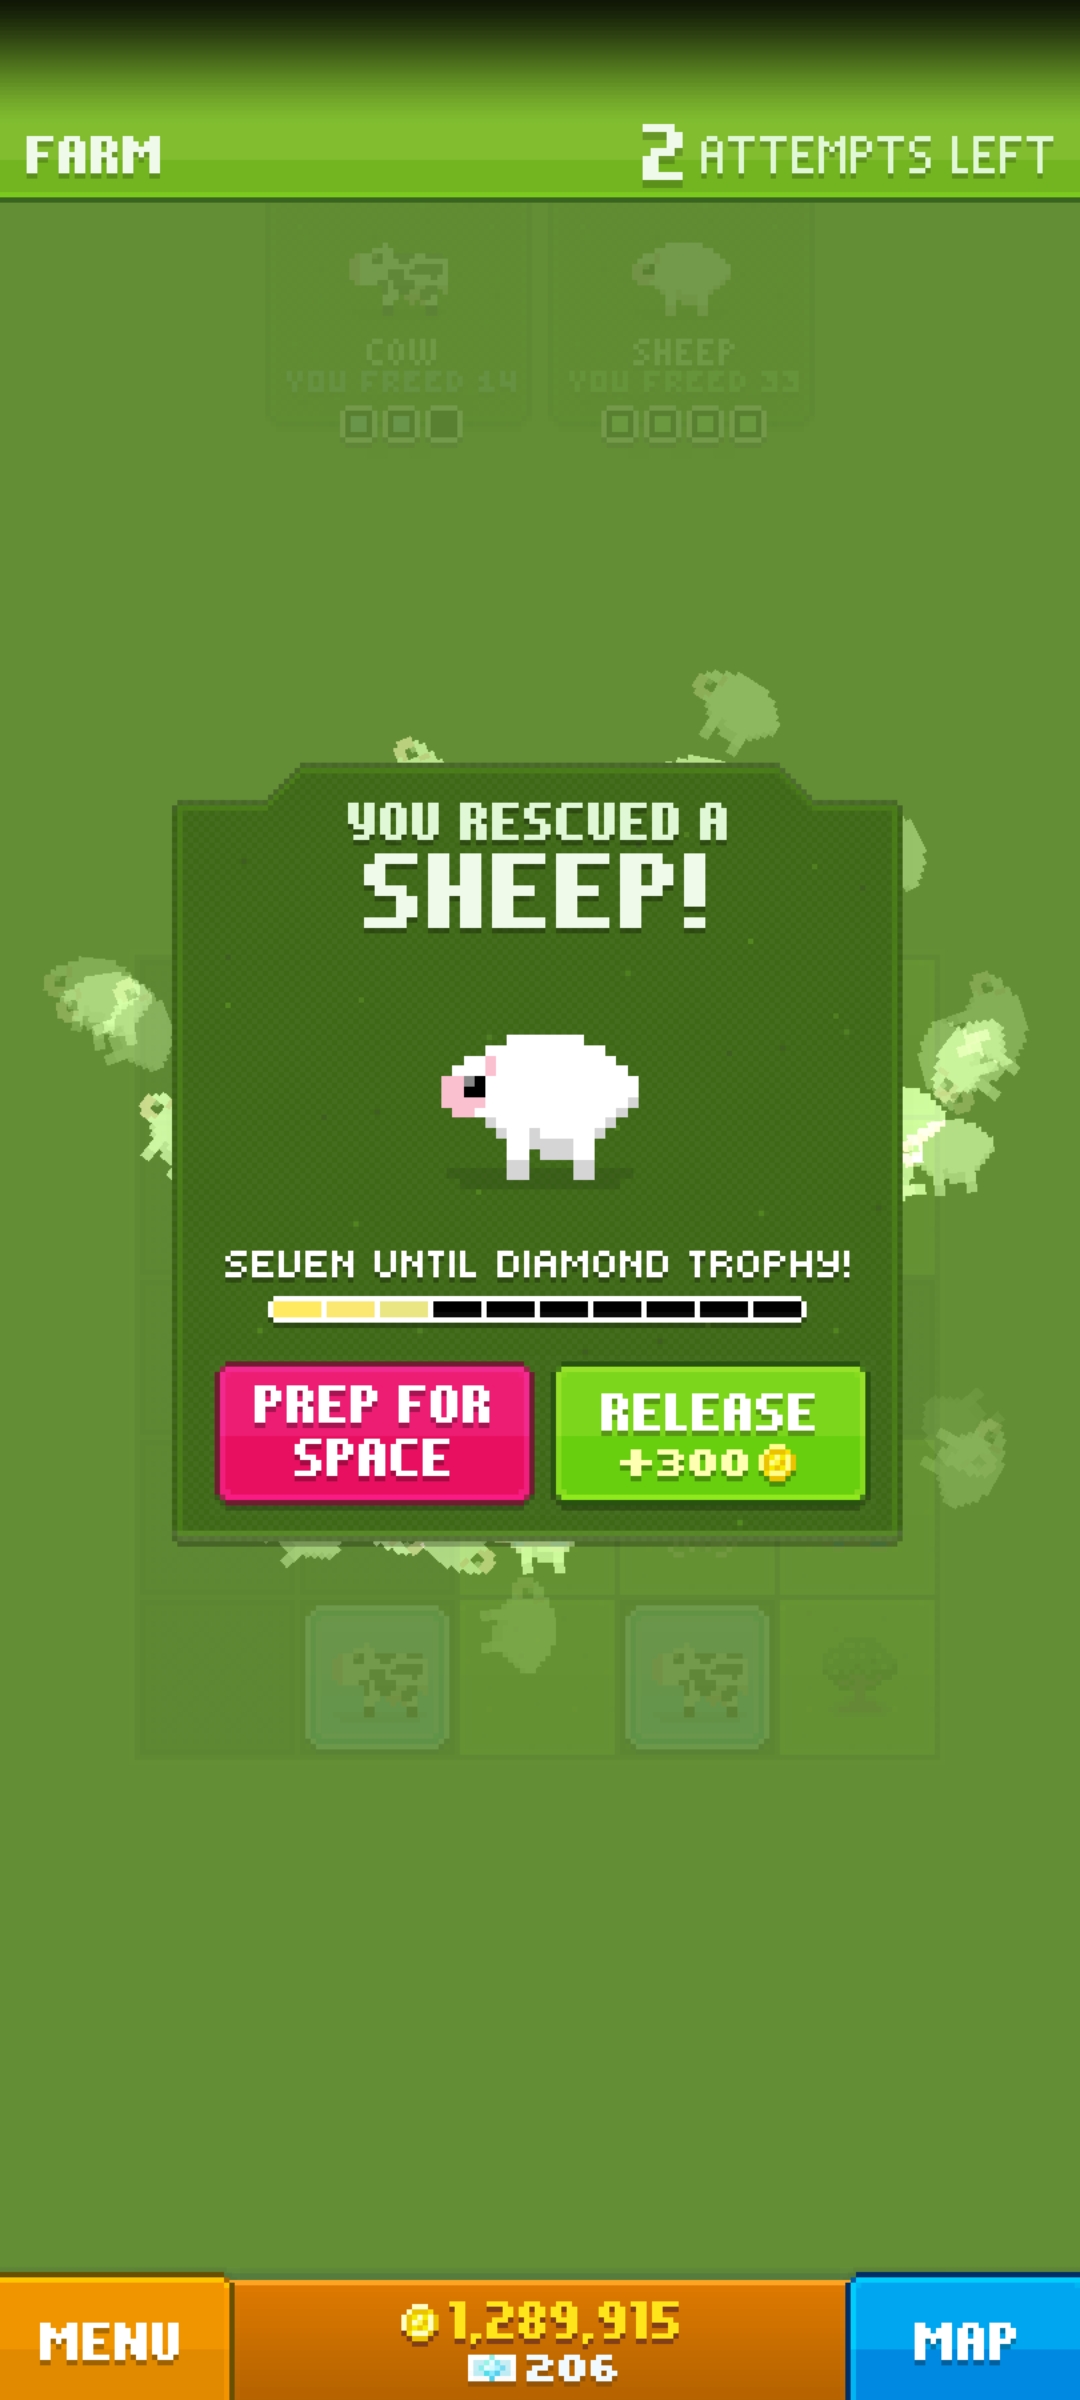 FARM
2 ATTEMPTS LEFT
COW
YOU FREED 14
SHEEP
YOU FREED 33
YOU RESCUED A
SHEEP!
SEVEN UNTIL DIAMOND TROPHY!
PREP FOR
SPACE
RELEASE
+300
MENU
1,289,915
206
MAP